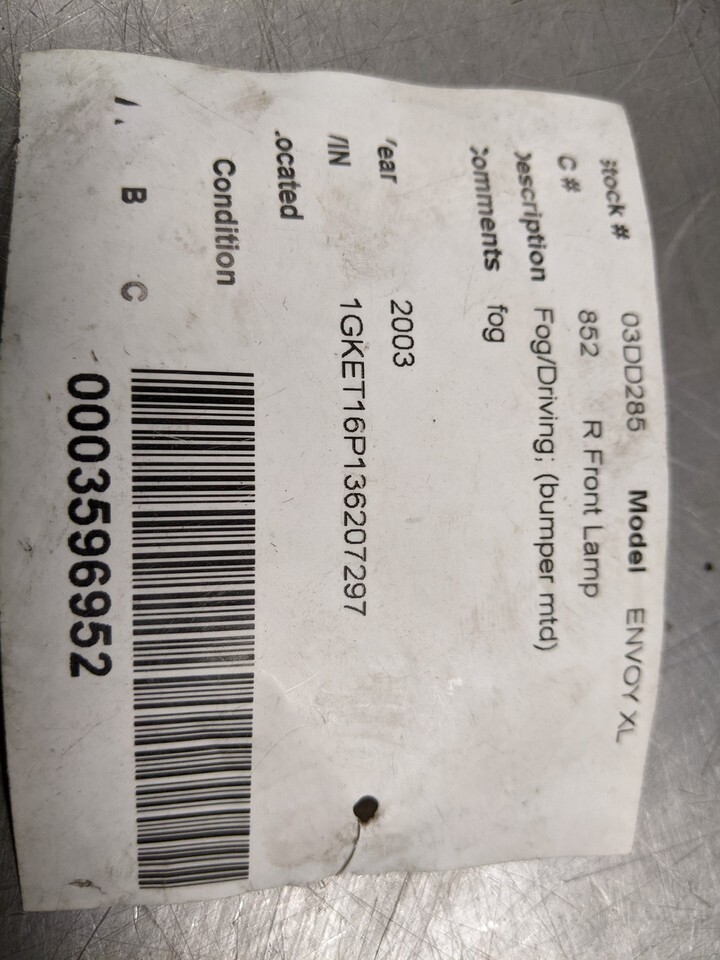 Stock # 03DD285 Model ENVOY XL
C # 852 R Front Lamp
Description Fog/Driving; (bumper mtd)
Comments fog
Year 2003
VIN 1GKET16P136207297
Located
Condition
A B C
0003596952